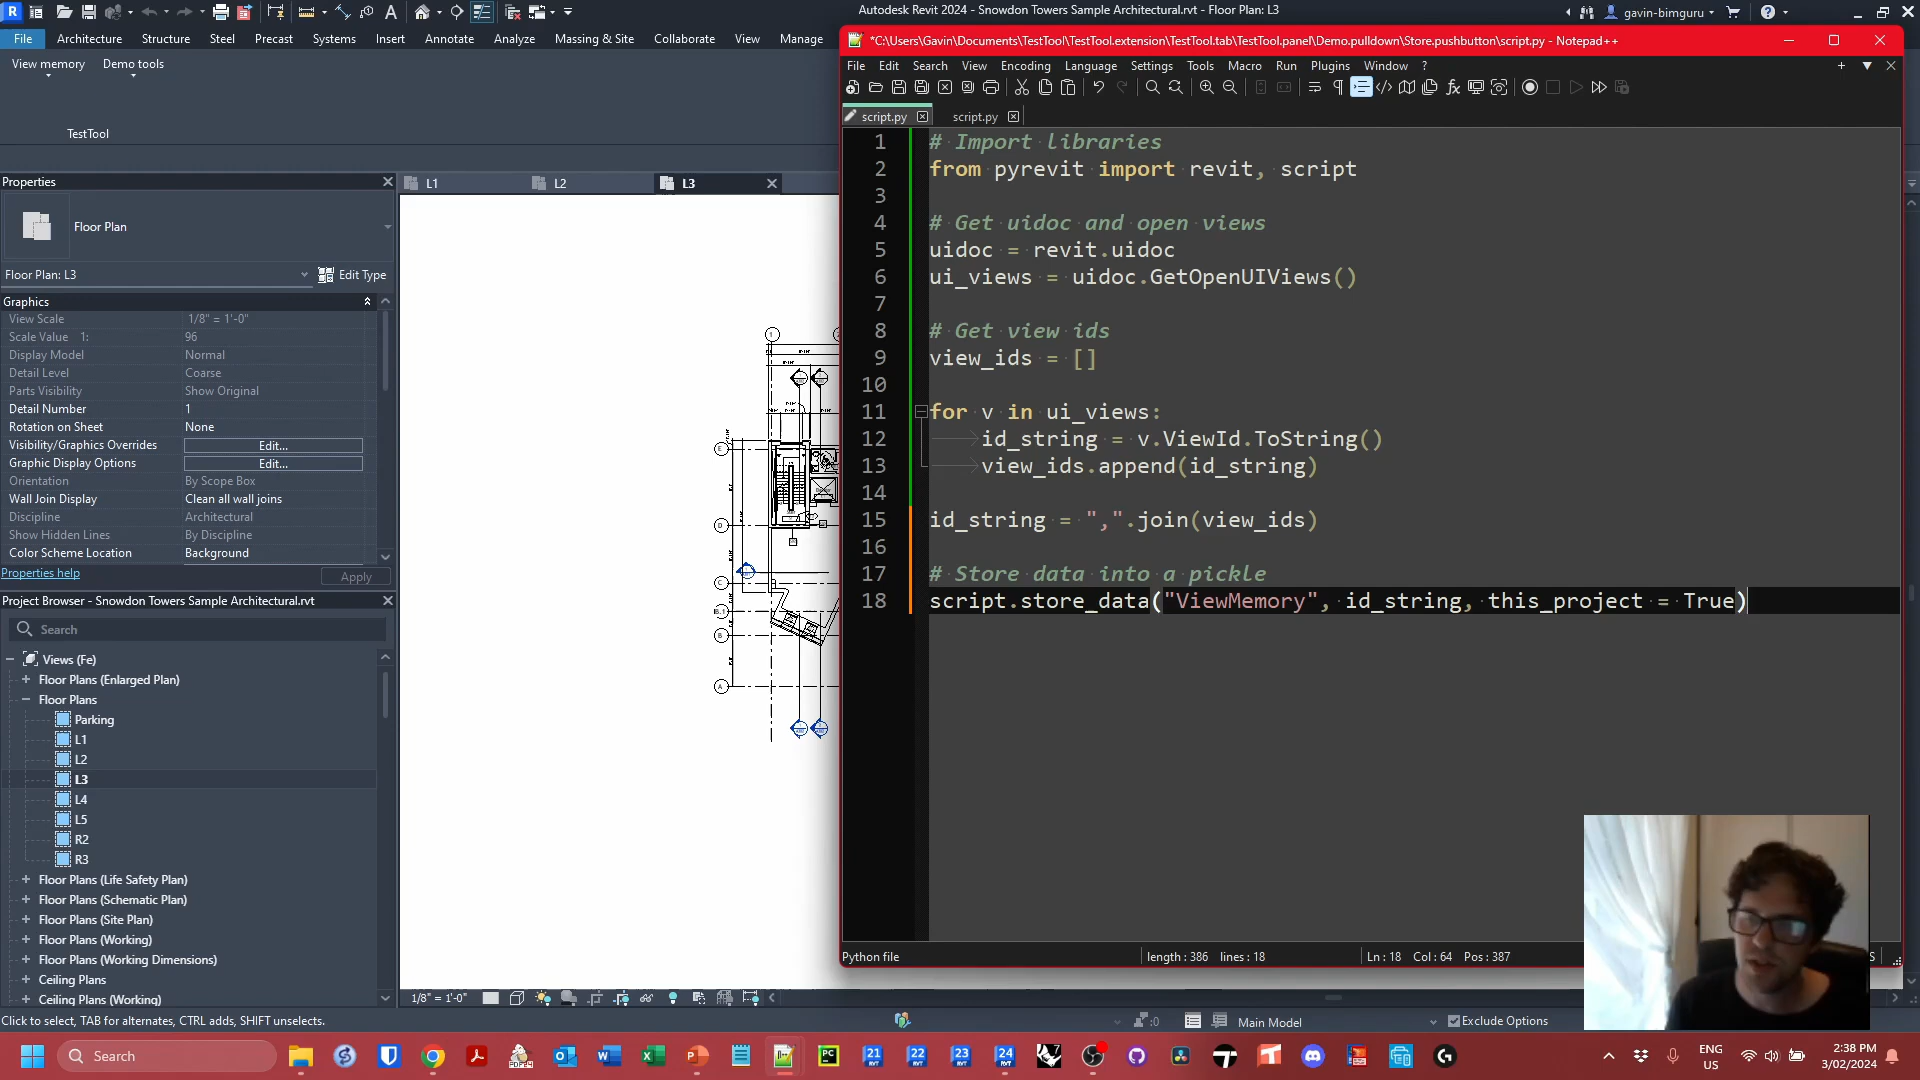 Autodesk Revit 2024 - Snowdon Towers Sample Architectural.rvt - Floor Plan: L3
gavin-bimguru
File
Architecture
Structure
Steel
Precast
Systems
Insert
Annotate
Analyze
Massing & Site
Collaborate
View
Manage
View memory
Demo tools
TestTool
Properties
Floor Plan
Floor Plan: L3
Edit Type
Graphics
View Scale 1/8" = 1'-0"
Scale Value 1: 96
Display Model Normal
Detail Level Coarse
Parts Visibility Show Original
Detail Number 1
Rotation on Sheet None
Visibility/Graphics Overrides Edit...
Graphic Display Options Edit...
Orientation By Scope Box
Wall Join Display Clean all wall joins
Discipline Architectural
Show Hidden Lines By Discipline
Color Scheme Location Background
Properties help
Apply
Project Browser - Snowdon Towers Sample Architectural.rvt
Search
Views (Fe)
Floor Plans (Enlarged Plan)
Floor Plans
Parking
L1
L2
L3
L4
L5
R2
R3
Floor Plans (Life Safety Plan)
Floor Plans (Schematic Plan)
Floor Plans (Site Plan)
Floor Plans (Working)
Floor Plans (Working Dimensions)
Ceiling Plans
Ceiling Plans (Working)
L1
L2
L3
1
E
D
C
B.1
B
A
*C:\Users\Gavin\Documents\TestTool\TestTool.extension\TestTool.tab\TestTool.panel\Demo.pulldown\Store.pushbutton\script.py - Notepad++
File Edit Search View Encoding Language Settings Tools Macro Run Plugins Window ?
script.py
script.py
1 # Import libraries
2 from pyrevit import revit, script
3
4 # Get uidoc and open views
5 uidoc = revit.uidoc
6 ui_views = uidoc.GetOpenUIViews()
7
8 # Get view ids
9 view_ids = []
10
11 for v in ui_views:
12 id_string = v.ViewId.ToString()
13 view_ids.append(id_string)
14
15 id_string = ",".join(view_ids)
16
17 # Store data into a pickle
18 script.store_data("ViewMemory", id_string, this_project = True)
Python file
length : 386 lines : 18
Ln : 18 Col : 64 Pos : 387
S
1/8" = 1'-0"
Click to select, TAB for alternates, CTRL adds, SHIFT unselects.
:0
Main Model
Exclude Options
Search
PC
21 RVT
22 RVT
23 RVT
24 RVT
ENG
US
2:38 PM
3/02/2024